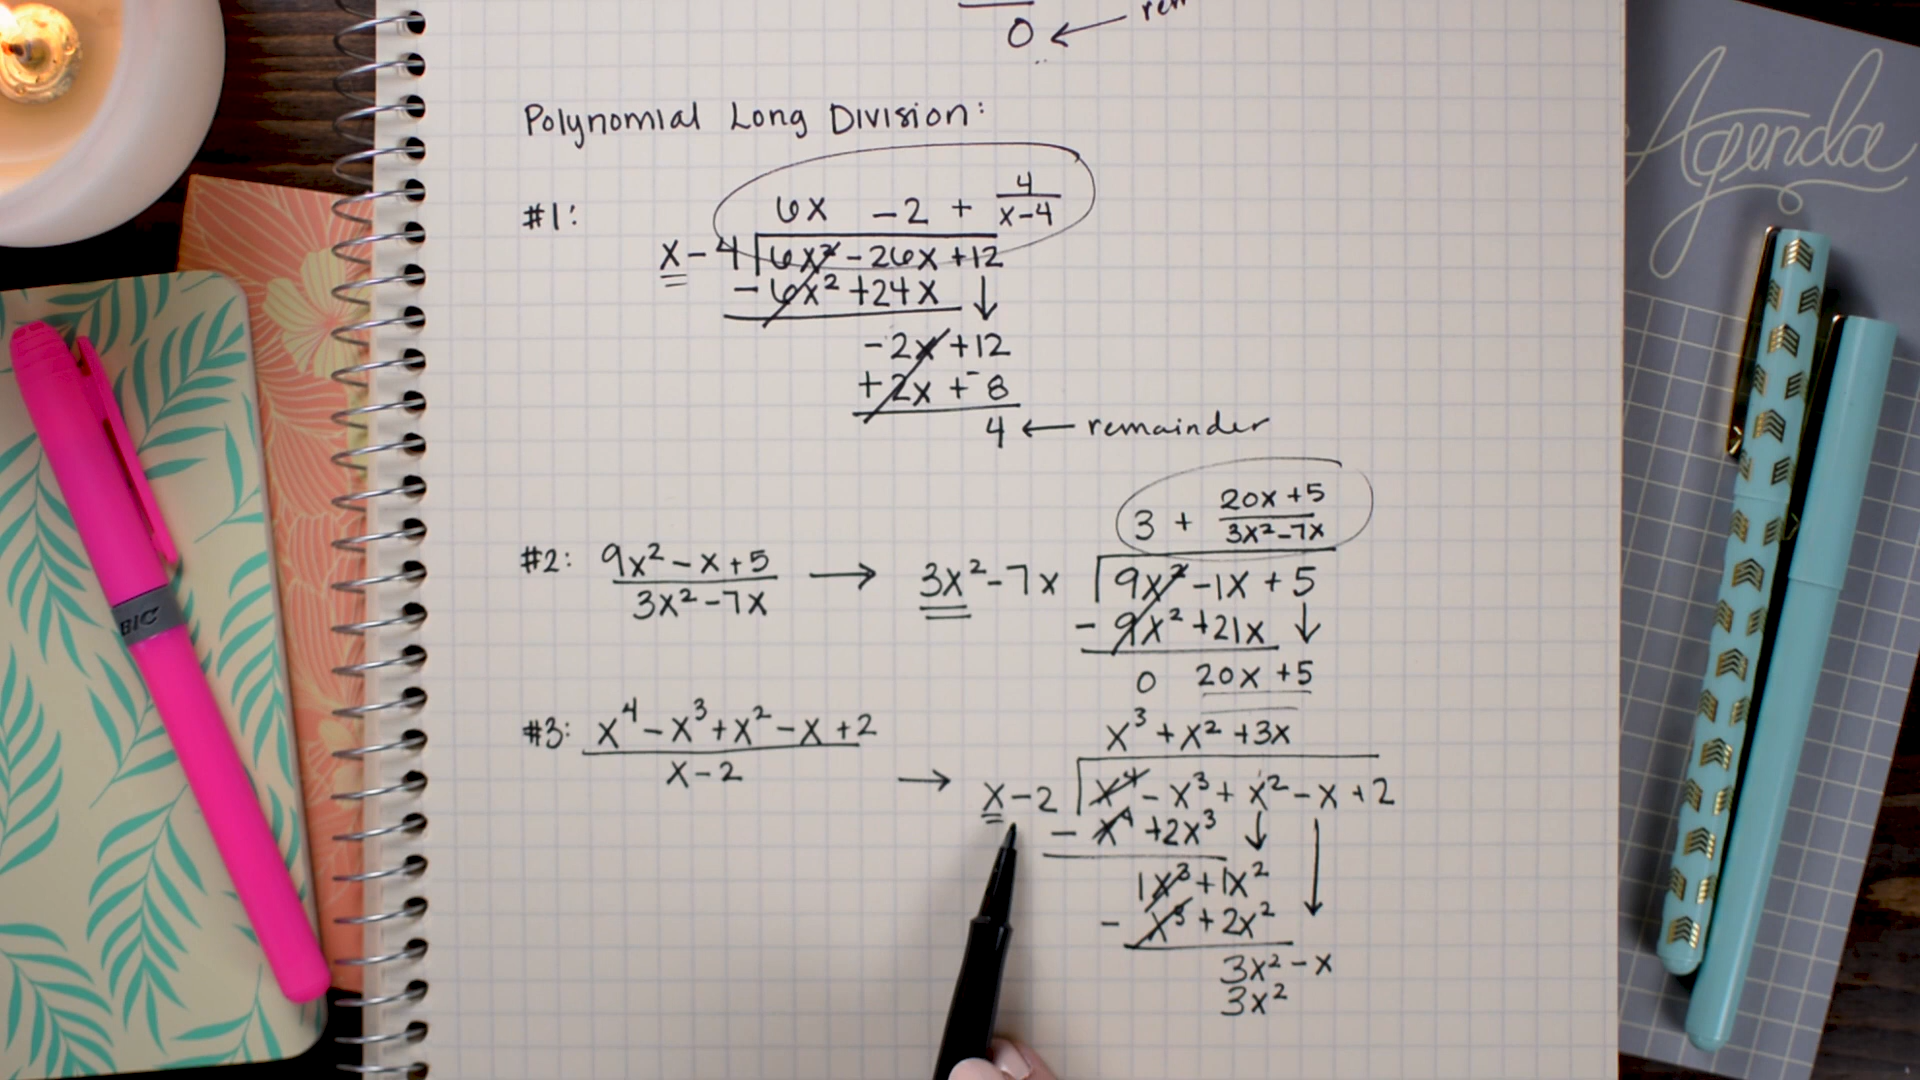 0 ←
Polynomial Long Division:
#1:
6x - 2 + 4/(x-4)
x - 4 | 6x² - 26x + 12
- 6x² + 24x ↓
- 2x + 12
+ 2x + - 8
4 ← remainder
#2: (9x² - x + 5)/(3x² - 7x) →
3 + (20x + 5)/(3x² - 7x)
3x² - 7x | 9x² - 1x + 5
- 9x² + 21x ↓
0 20x + 5
#3: (x⁴ - x³ + x² - x + 2)/(x - 2) →
x³ + x² + 3x
x - 2 | x⁴ - x³ + x² - x + 2
- x⁴ + 2x³ ↓ ↓
1x³ + 1x²
- x³ + 2x²
3x² - x
3x²
Agenda
BIC